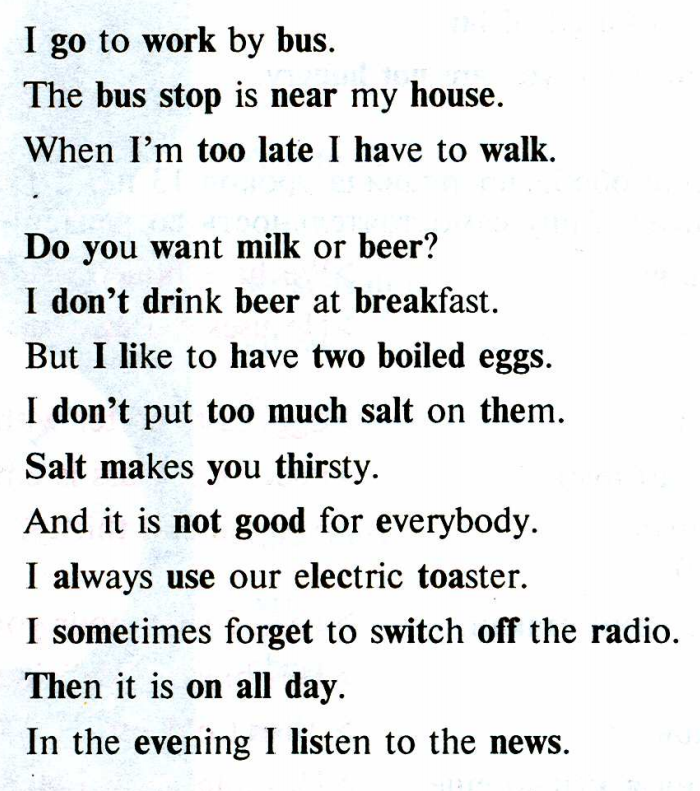 I go to work by bus.
The bus stop is near my house.
When I'm too late I have to walk.
Do you want milk or beer?
I don't drink beer at breakfast.
But I like to have two boiled eggs.
I don't put too much salt on them.
Salt makes you thirsty.
And it is not good for everybody.
I always use our electric toaster.
I sometimes forget to switch off the radio.
Then it is on all day.
In the evening I listen to the news.